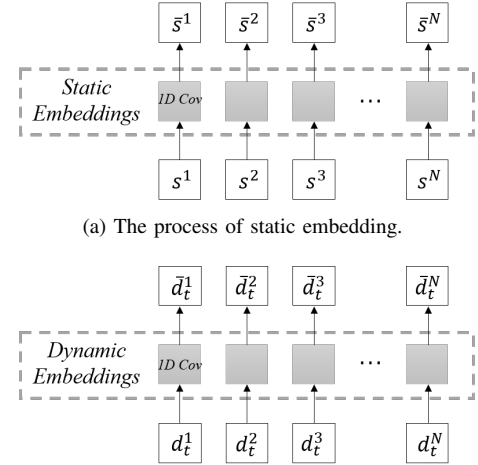 s̄¹ s̄² s̄³ s̄ᴺ
Static
Embeddings
1D Cov
...
s¹ s² s³ sᴺ
(a) The process of static embedding.
d̄ₜ¹ d̄ₜ² d̄ₜ³ d̄ₜᴺ
Dynamic
Embeddings
1D Cov
...
dₜ¹ dₜ² dₜ³ dₜᴺ